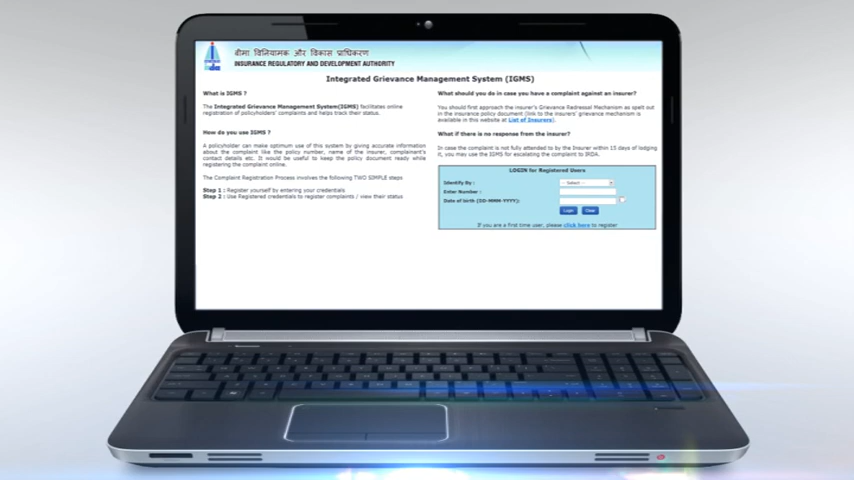 बीमा विनियामक और विकास प्राधिकरण
INSURANCE REGULATORY AND DEVELOPMENT AUTHORITY
Integrated Grievance Management System (IGMS)
What is IGMS ?
The Integrated Grievance Management System(IGMS) facilitates online
registration of policyholders' complaints and helps track their status.
How do you use IGMS ?
A policyholder can make optimum use of this system by giving accurate information
about the complaint like the policy number, name of the insurer, complainant's
contact details etc. It would be useful to keep the policy document ready while
registering the complaint online.
The Complaint Registration Process involves the following TWO SIMPLE steps
Step 1 : Register yourself by entering your credentials
Step 2 : Use Registered credentials to register complaints / view their status
What should you do in case you have a complaint against an insurer?
You should first approach the insurer's Grievance Redressal Mechanism as spelt out
in the insurance policy document (link to the insurers' grievance mechanism is
available in this website at List of Insurers).
What if there is no response from the insurer?
In case the complaint is not fully attended to by the Insurer within 15 days of lodging
it, you may use the IGMS for escalating the complaint to IRDA.
LOGIN for Registered Users
Identify By : -- Select --
Enter Number :
Date of birth (DD-MMM-YYYY):
Login Clear
If you are a first time user, please click here to register